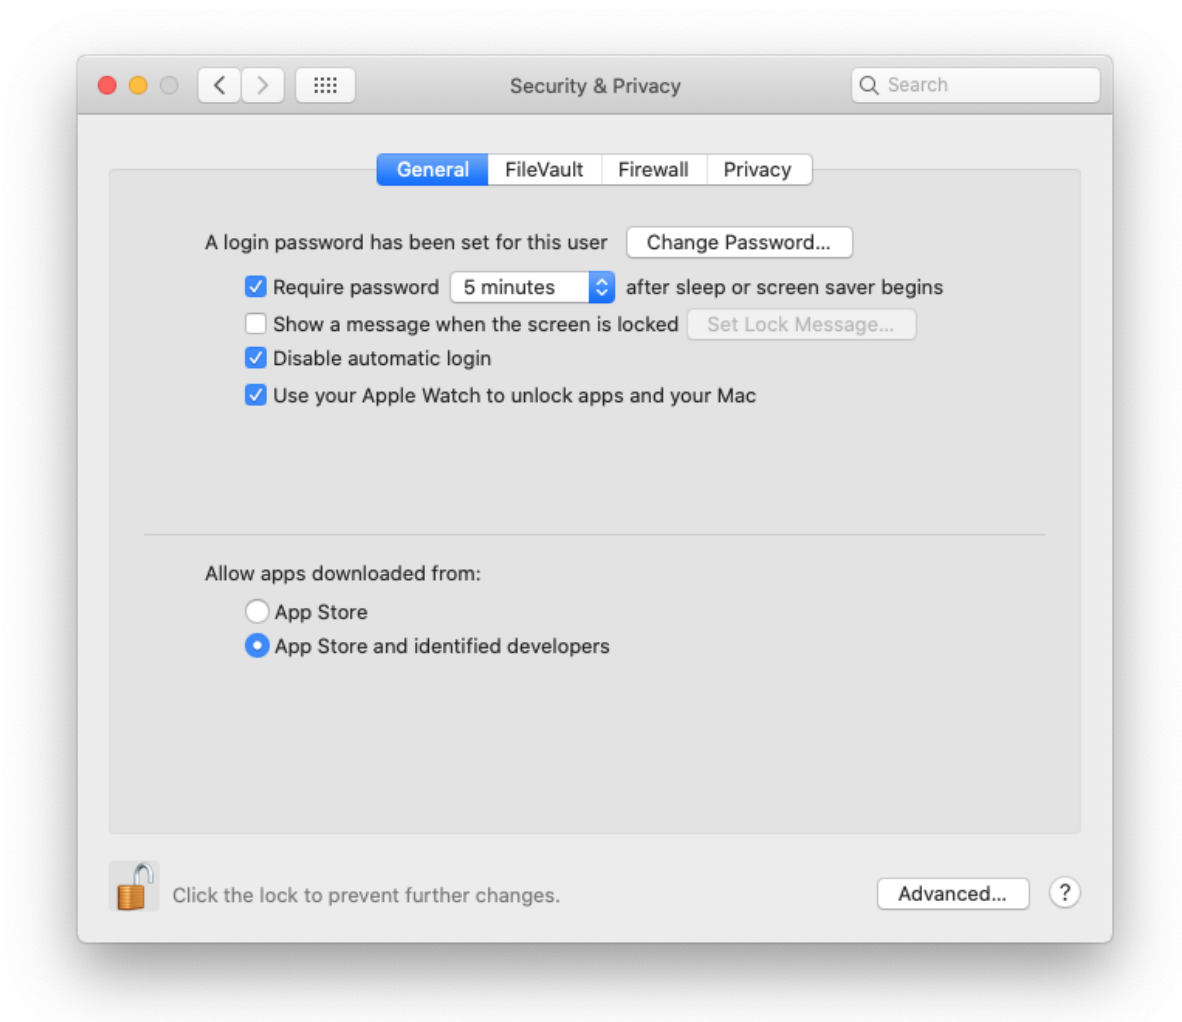 Security & Privacy
Search
General FileVault Firewall Privacy
A login password has been set for this user Change Password...
Require password 5 minutes after sleep or screen saver begins
Show a message when the screen is locked Set Lock Message...
Disable automatic login
Use your Apple Watch to unlock apps and your Mac
Allow apps downloaded from:
App Store
App Store and identified developers
Click the lock to prevent further changes. Advanced... ?